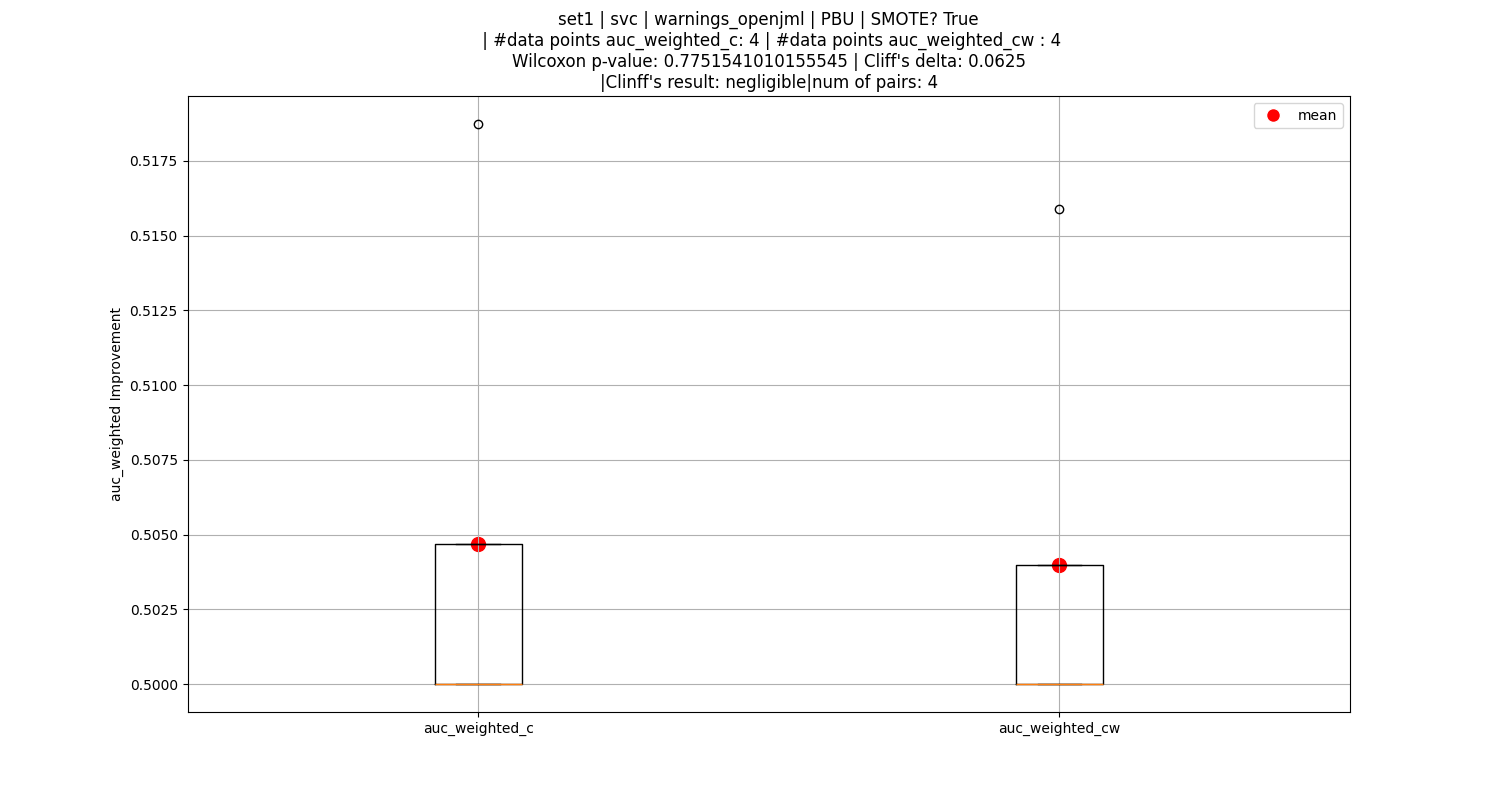 set1 | svc | warnings_openjml | PBU | SMOTE? True
| #data points auc_weighted_c: 4 | #data points auc_weighted_cw : 4
Wilcoxon p-value: 0.7751541010155545 | Cliff's delta: 0.0625
|Clinff's result: negligible|num of pairs: 4
mean
0.5175
0.5150
0.5125
0.5100
0.5075
0.5050
0.5025
0.5000
auc_weighted Improvement
auc_weighted_c
auc_weighted_cw